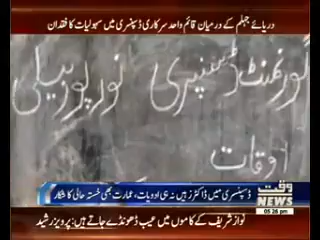 دریائے جہلم کے درمیان قائم واحد سرکاری ڈسپنسری میں سہولیات کا فقدان
گورنمنٹ ڈسپنسری نور پور پیلی
اوقات
ڈسپنسری میں ڈاکٹرز ہیں نہ ہی ادویات، عمارت بھی خستہ حالی کا شکار
وقت
NEWS
05:26 pm
نواز شریف کے کاموں میں عیب ڈھونڈے جاتے ہیں: پرویز رشید